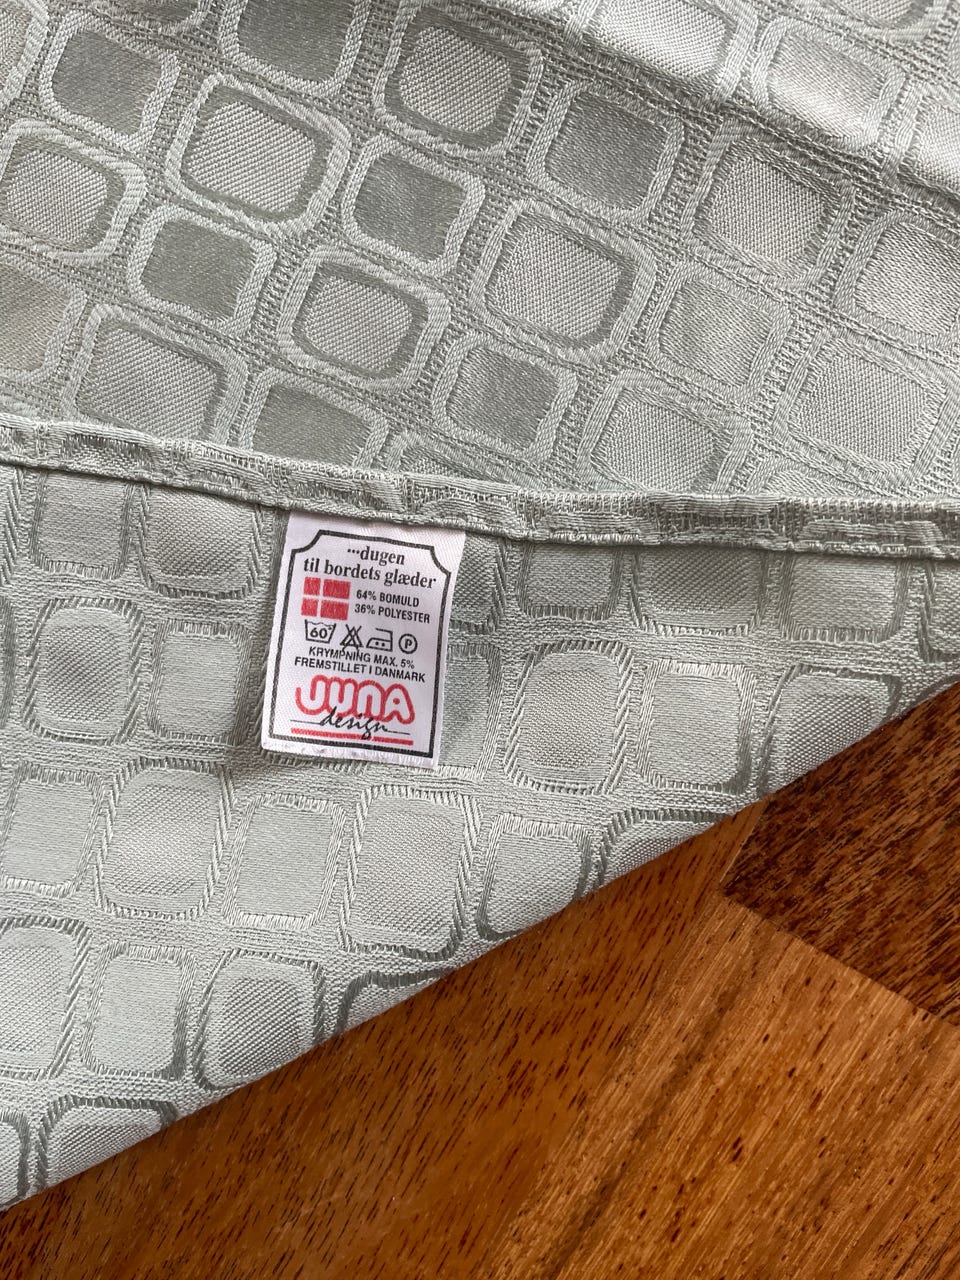 ...dugen
til bordets glæder
64% BOMULD
36% POLYESTER
60° P
KRYMPNING MAX. 5%
FREMSTILLET I DANMARK
JUNA
design